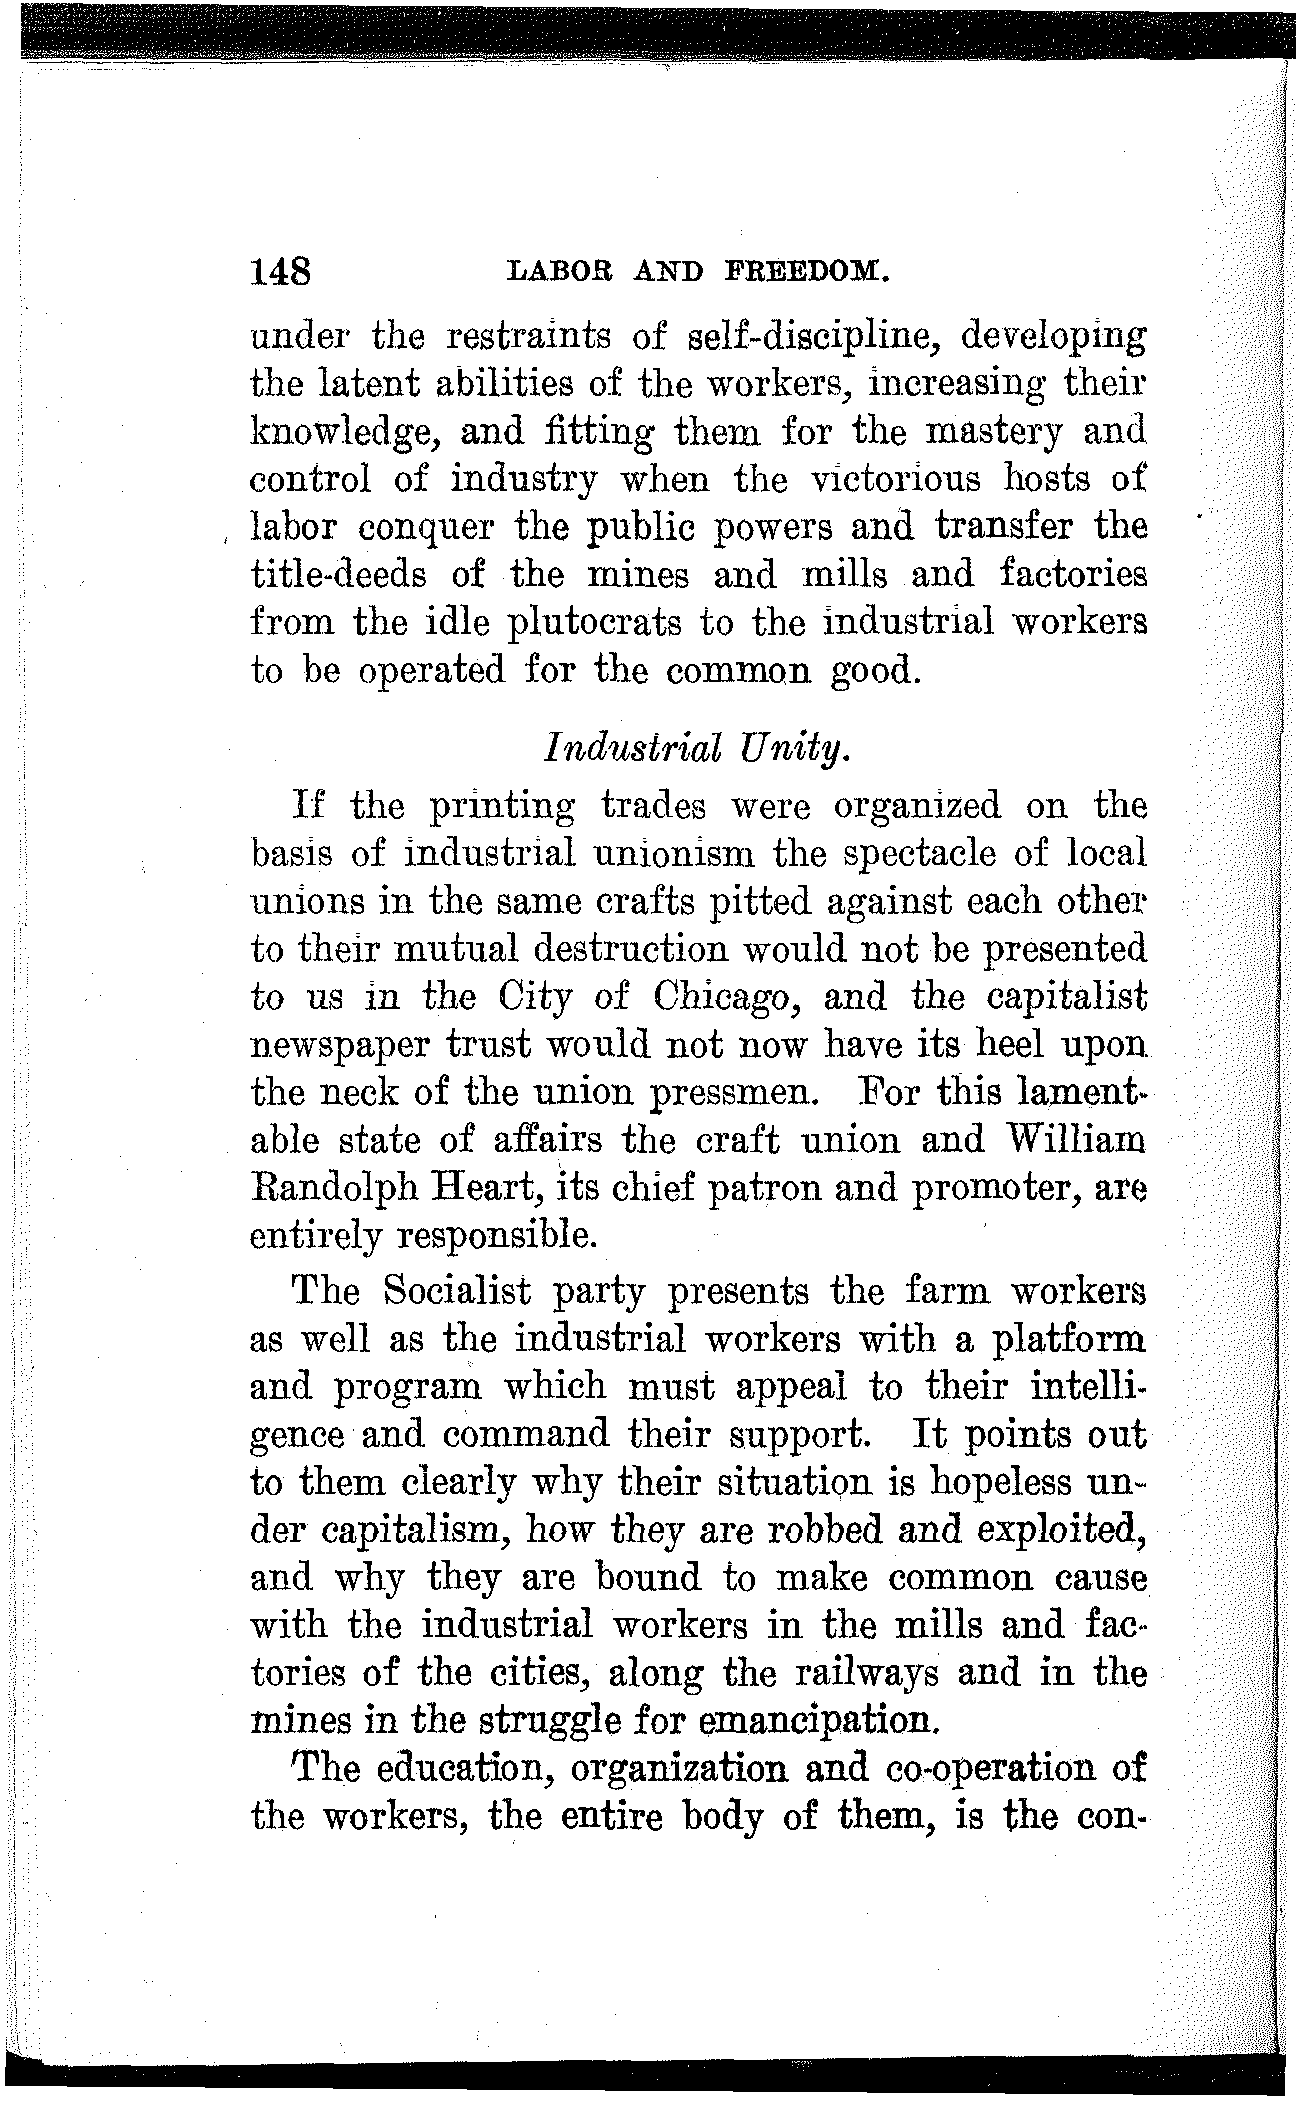 148 LABOR AND FREEDOM.
under the restraints of self-discipline, developing
the latent abilities of the workers, increasing their
knowledge, and fitting them for the mastery and
control of industry when the victorious hosts of
labor conquer the public powers and transfer the
title-deeds of the mines and mills and factories
from the idle plutocrats to the industrial workers
to be operated for the common good.
Industrial Unity.
If the printing trades were organized on the
basis of industrial unionism the spectacle of local
unions in the same crafts pitted against each other
to their mutual destruction would not be presented
to us in the City of Chicago, and the capitalist
newspaper trust would not now have its heel upon
the neck of the union pressmen. For this lament-
able state of affairs the craft union and William
Randolph Heart, its chief patron and promoter, are
entirely responsible.
The Socialist party presents the farm workers
as well as the industrial workers with a platform
and program which must appeal to their intelli-
gence and command their support. It points out
to them clearly why their situation is hopeless un-
der capitalism, how they are robbed and exploited,
and why they are bound to make common cause
with the industrial workers in the mills and fac-
tories of the cities, along the railways and in the
mines in the struggle for emancipation.
The education, organization and co-operation of
the workers, the entire body of them, is the con-